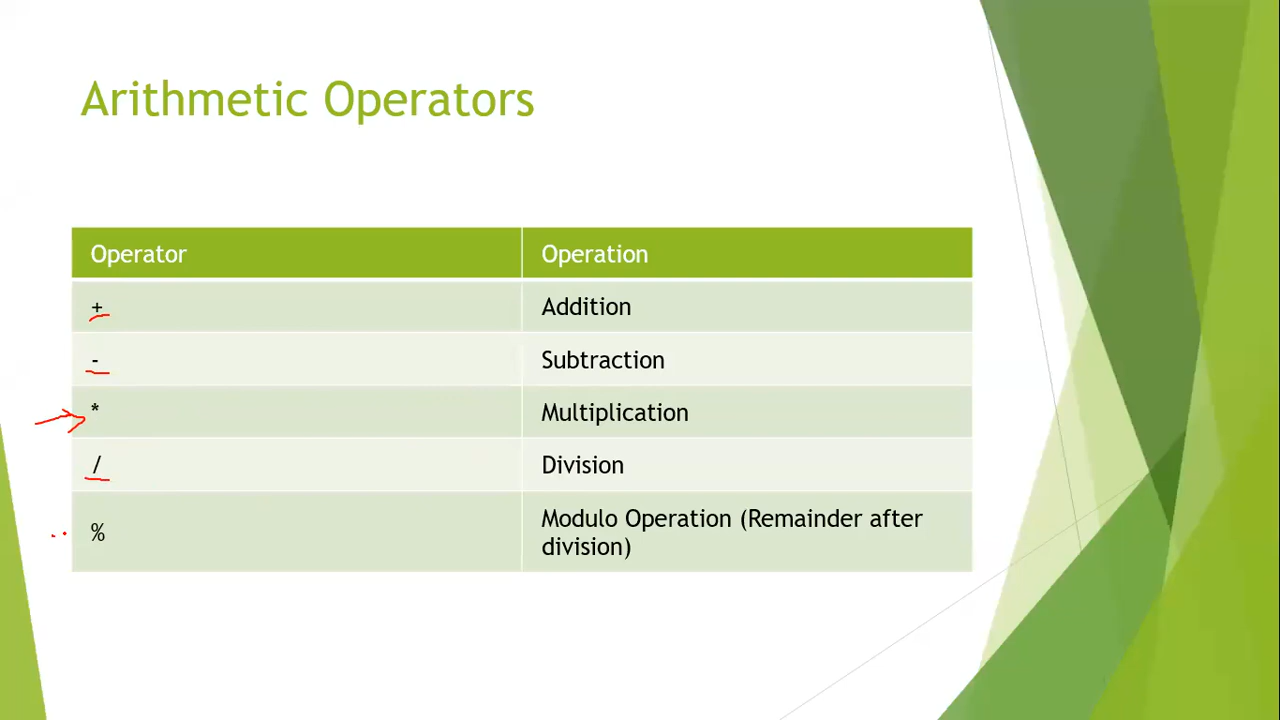 Arithmetic Operators
Operator Operation
+ Addition
- Subtraction
* Multiplication
/ Division
% Modulo Operation (Remainder after
division)